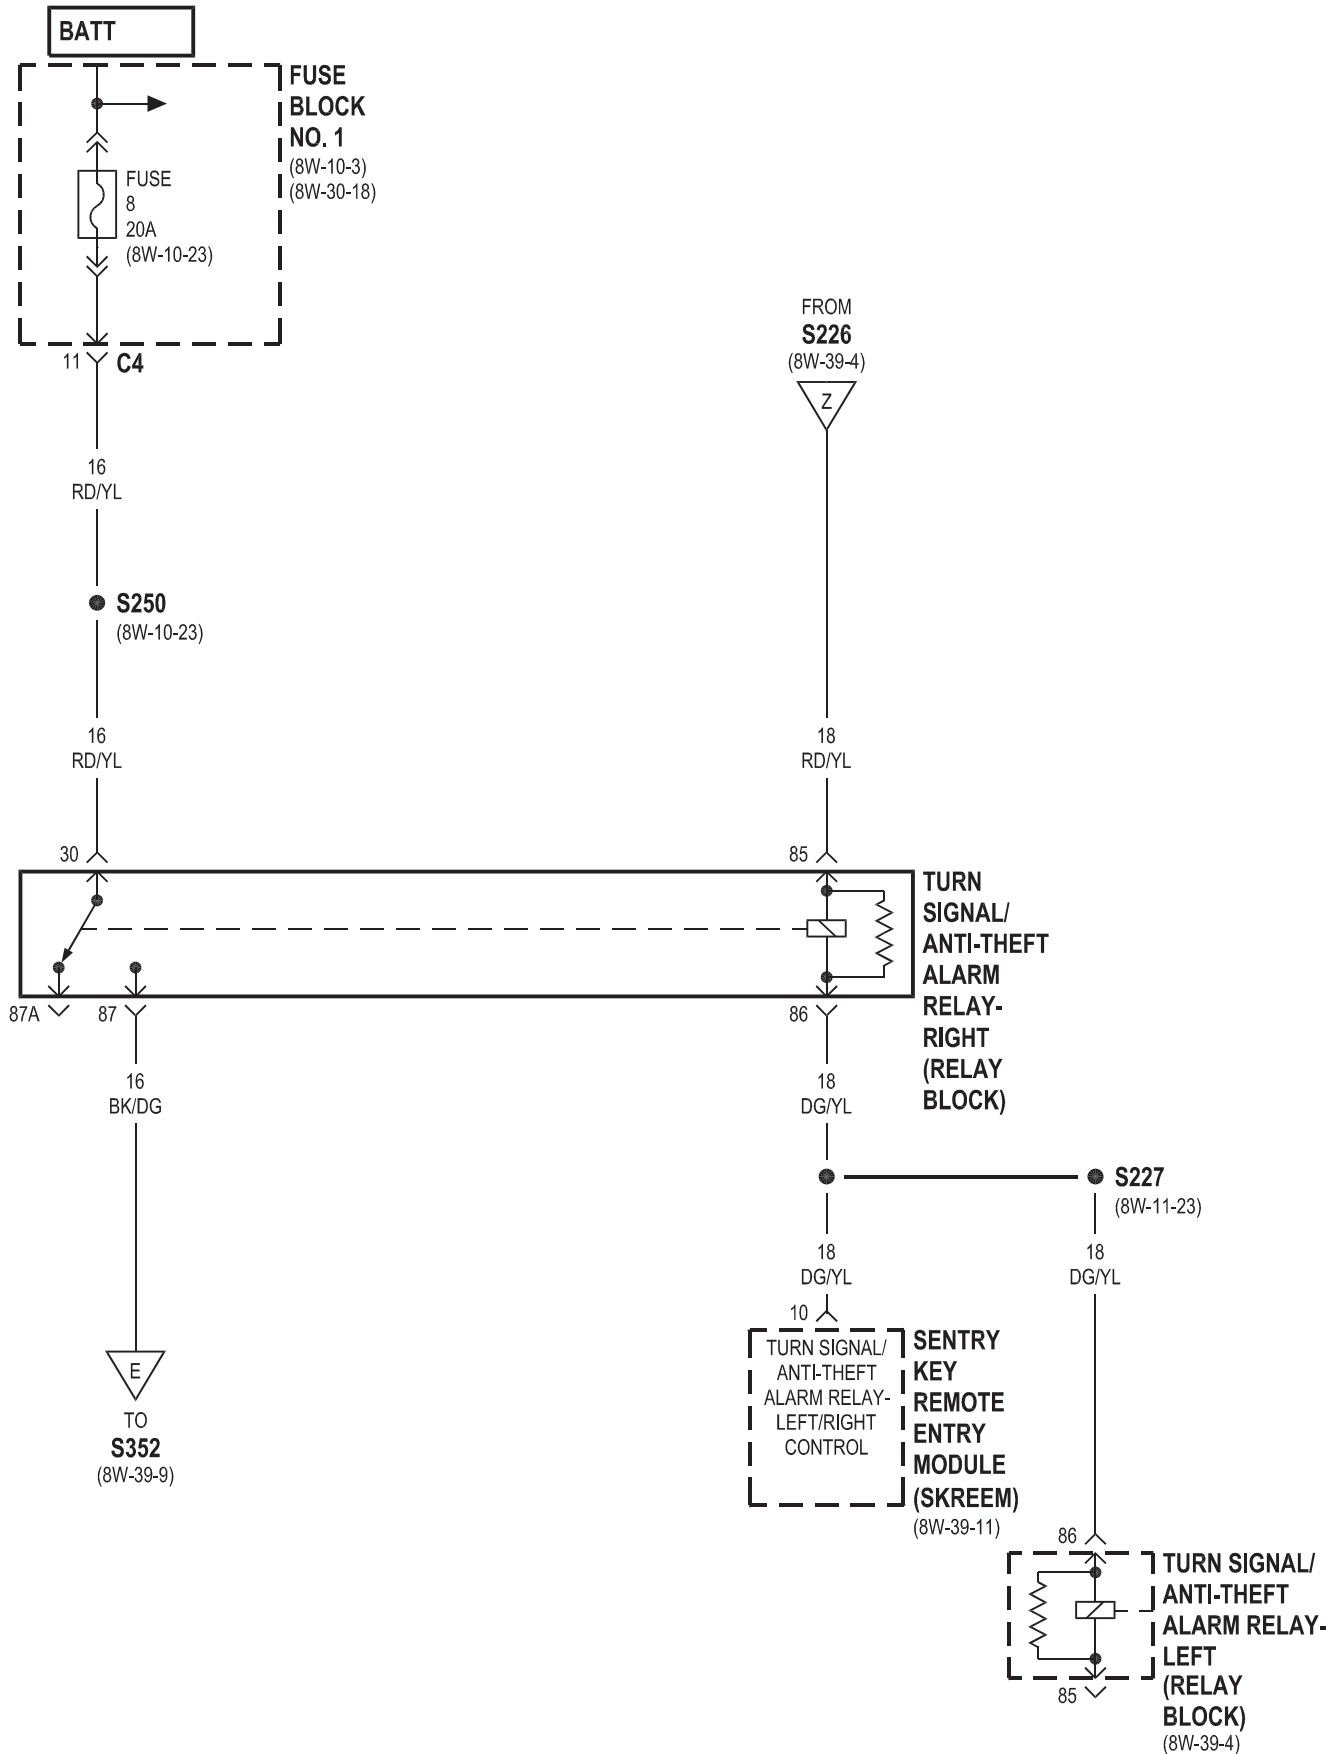 BATT
FUSE
BLOCK
NO. 1
(8W-10-3)
(8W-30-18)
FUSE
8
20A
(8W-10-23)
11
C4
FROM
S226
(8W-39-4)
Z
16
RD/YL
S250
(8W-10-23)
16
RD/YL
18
RD/YL
30
85
TURN
SIGNAL/
ANTI-THEFT
ALARM
RELAY-
RIGHT
(RELAY
BLOCK)
87A
87
86
16
BK/DG
18
DG/YL
S227
(8W-11-23)
18
DG/YL
18
DG/YL
10
TURN SIGNAL/
ANTI-THEFT
ALARM RELAY-
LEFT/RIGHT
CONTROL
SENTRY
KEY
REMOTE
ENTRY
MODULE
(SKREEM)
(8W-39-11)
E
TO
S352
(8W-39-9)
86
TURN SIGNAL/
ANTI-THEFT
ALARM RELAY-
LEFT
(RELAY
BLOCK)
(8W-39-4)
85